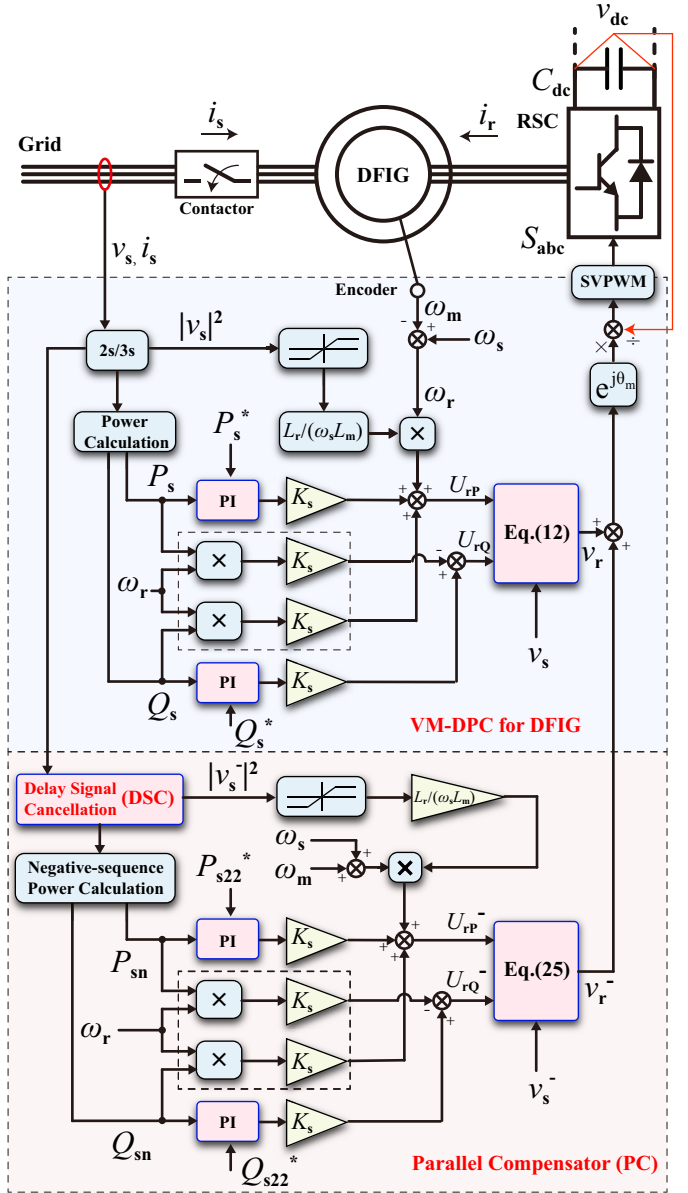 v_dc
C_dc
RSC
i_s
i_r
Grid
DFIG
Contactor
S_abc
v_s, i_s
SVPWM
Encoder
ω_m
- +
ω_s
× ÷
2s/3s
|v_s|^2
e^{jθ_m}
ω_r
Power
Calculation
P_s^*
L_r/(ω_s L_m)
×
P_s
PI
K_s
+ + +
U_rP
Eq.(12)
+ +
v_r
×
K_s
- +
U_rQ
ω_r
×
K_s
v_s
Q_s
PI
K_s
Q_s^*
VM-DPC for DFIG
|v_s^-|^2
Delay Signal
Cancellation (DSC)
L_r/(ω_s L_m)
ω_s
+ +
ω_m
×
Negative-sequence
Power Calculation
P_s22^*
P_sn
PI
K_s
+ + +
U_rP^-
Eq.(25)
v_r^-
×
K_s
- +
U_rQ^-
ω_r
×
K_s
v_s^-
Q_sn
PI
K_s
Q_s22^*
Parallel Compensator (PC)